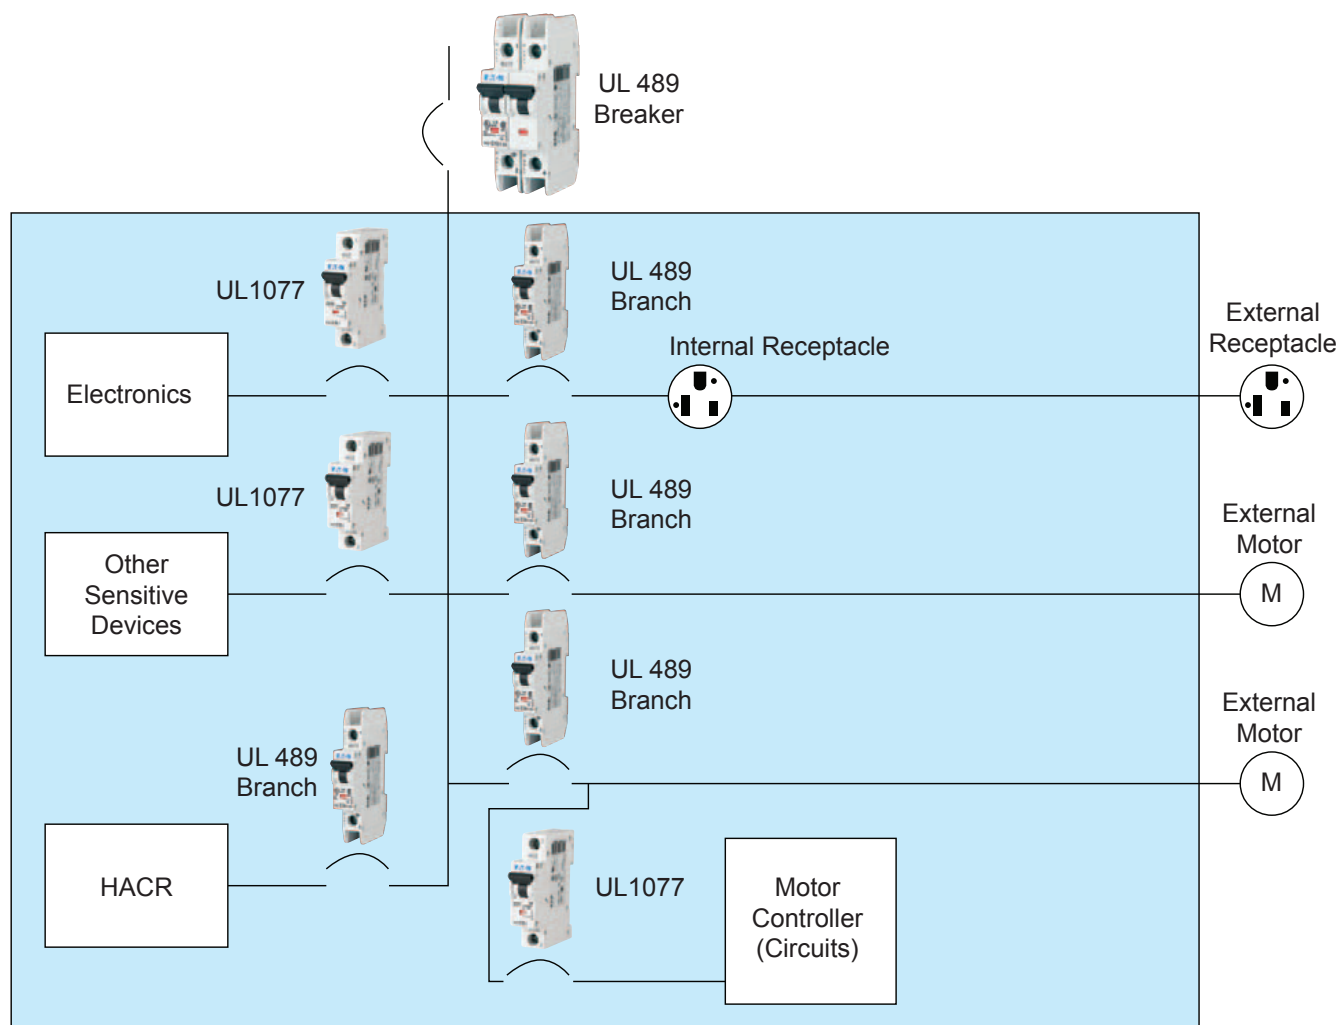 UL 489
Breaker
UL1077
UL 489
Branch
Internal Receptacle
External
Receptacle
Electronics
UL1077
UL 489
Branch
External
Motor
M
Other
Sensitive
Devices
UL 489
Branch
External
Motor
M
UL 489
Branch
HACR
UL1077
Motor
Controller
(Circuits)